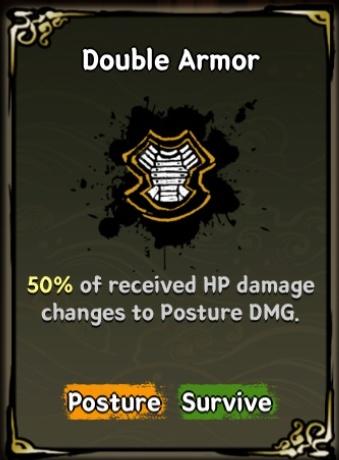 Double Armor
50% of received HP damage
changes to Posture DMG.
Posture Survive